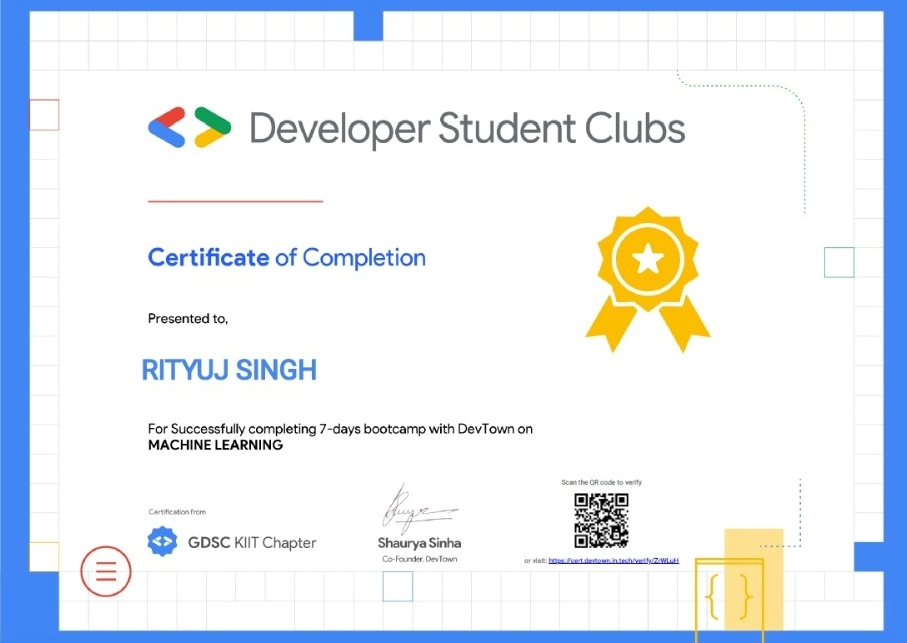 Developer Student Clubs
Certificate of Completion
Presented to,
RITYUJ SINGH
For Successfully completing 7-days bootcamp with DevTown on
MACHINE LEARNING
Scan the QR code to verify
Certification from
GDSC KIIT Chapter
Shaurya Sinha
Co-Founder, DevTown
or visit: https://cert.devtown.in.tech/verify/ZrWLuH